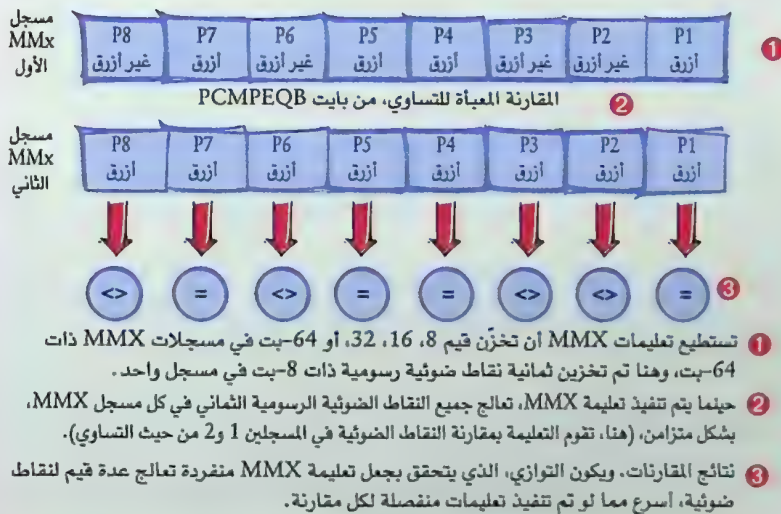 مسجل MMx الأول
P8 P7 P6 P5 P4 P3 P2 P1 ❶
غير أزرق أزرق غير أزرق أزرق أزرق غير أزرق غير أزرق أزرق
المقارنة المعبأة للتساوي، من بايت PCMPEQB ❷
مسجل MMx الثاني
P8 P7 P6 P5 P4 P3 P2 P1
أزرق أزرق أزرق أزرق أزرق أزرق أزرق أزرق
<> = <> = = <> <> = ❸
❶ تستطيع تعليمات MMX أن تخزّن قيم 8، 16، 32، أو 64-بت في مسجلات MMX ذات
64-بت، وهنا تم تخزين ثمانية نقاط ضوئية رسومية ذات 8-بت في مسجل واحد.
❷ حينما يتم تنفيذ تعليمة MMX، تعالج جميع النقاط الضوئية الرسومية الثماني في كل مسجل MMX،
بشكل متزامن، (هنا، تقوم التعليمة بمقارنة النقاط الضوئية في المسجلين 1 و2 من حيث التساوي).
❸ نتائج المقارنات. ويكون التوازي، الذي يتحقق بجعل تعليمة MMX منفردة تعالج عدة قيم لنقاط
ضوئية، أسرع مما لو تم تنفيذ تعليمات منفصلة لكل مقارنة.